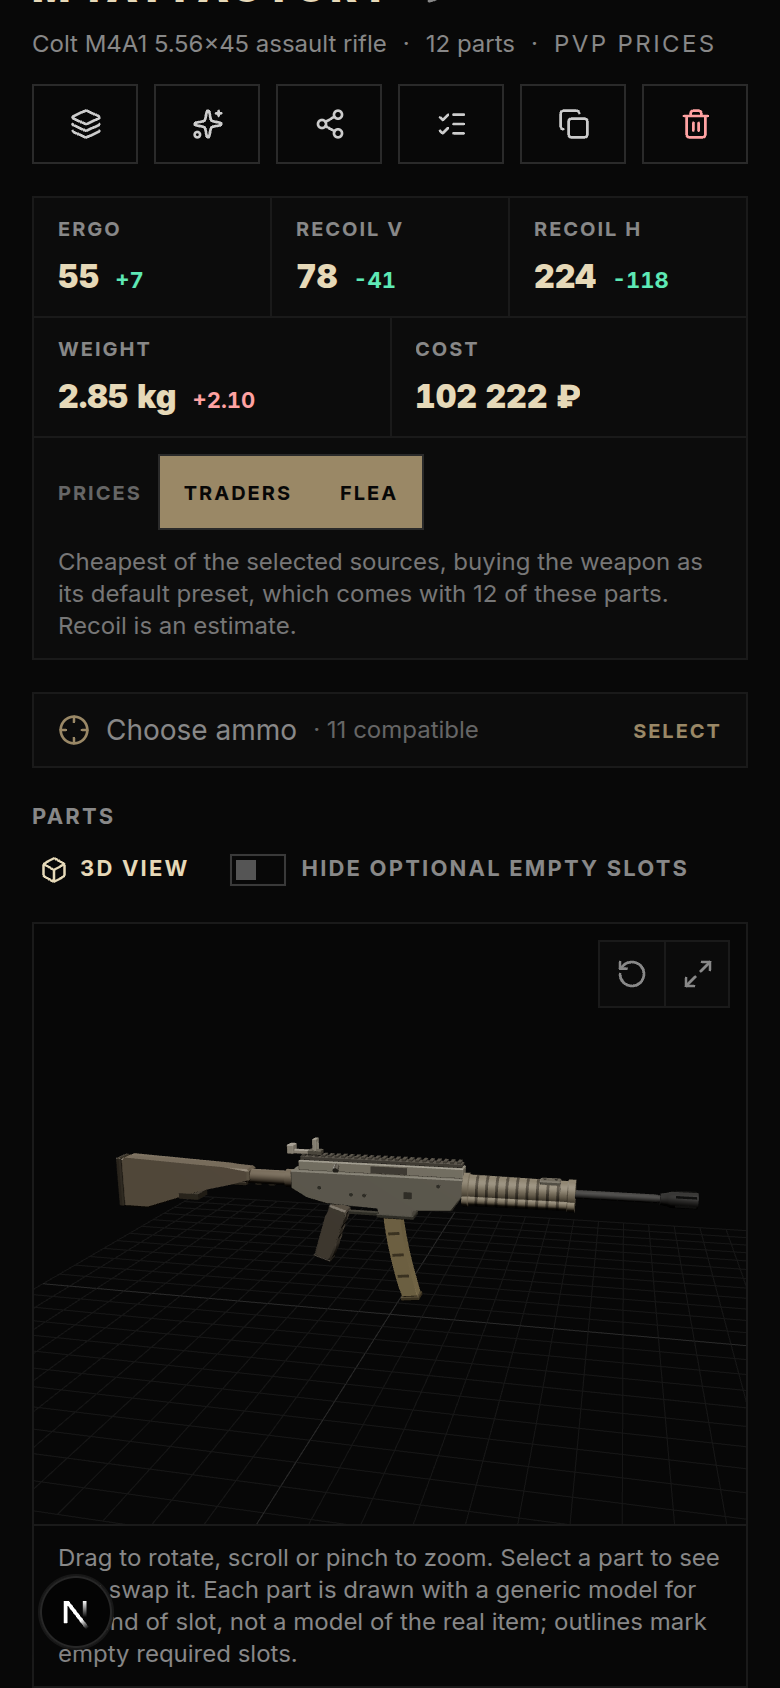 Colt M4A1 5.56×45 assault rifle · 12 parts · PVP PRICES
ERGO
55 +7
RECOIL V
78 -41
RECOIL H
224 -118
WEIGHT
2.85 kg +2.10
COST
102 222 ₽
PRICES TRADERS FLEA
Cheapest of the selected sources, buying the weapon as
its default preset, which comes with 12 of these parts.
Recoil is an estimate.
Choose ammo · 11 compatible SELECT
PARTS
3D VIEW HIDE OPTIONAL EMPTY SLOTS
Drag to rotate, scroll or pinch to zoom. Select a part to see
swap it. Each part is drawn with a generic model for
of slot, not a model of the real item; outlines mark
empty required slots.
N